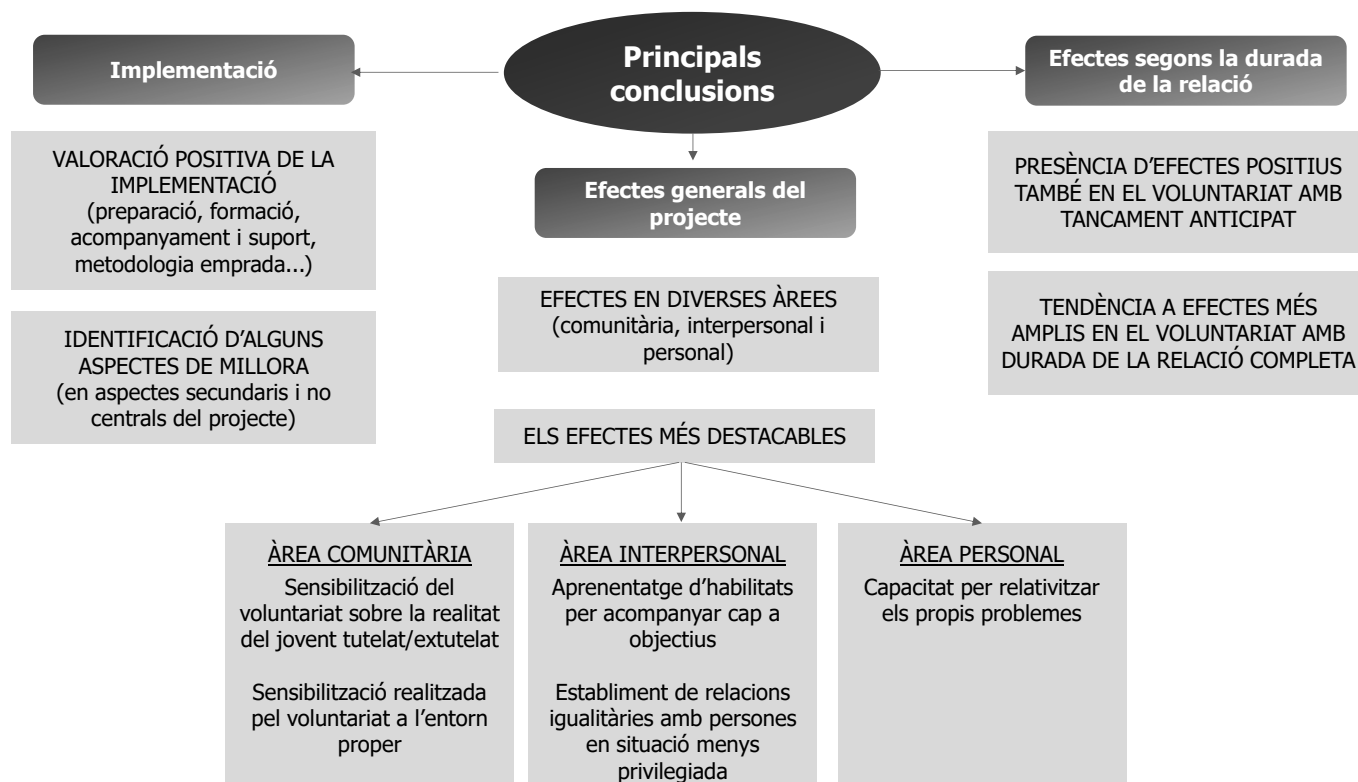 Principals
conclusions
Implementació
VALORACIÓ POSITIVA DE LA
IMPLEMENTACIÓ
(preparació, formació,
acompanyament i suport,
metodologia emprada...)
IDENTIFICACIÓ D’ALGUNS
ASPECTES DE MILLORA
(en aspectes secundaris i no
centrals del projecte)
Efectes generals del
projecte
EFECTES EN DIVERSES ÀREES
(comunitària, interpersonal i
personal)
ELS EFECTES MÉS DESTACABLES
ÀREA COMUNITÀRIA
Sensibilització del
voluntariat sobre la realitat
del jovent tutelat/extutelat
Sensibilització realitzada
pel voluntariat a l’entorn
proper
ÀREA INTERPERSONAL
Aprenentatge d’habilitats
per acompanyar cap a
objectius
Establiment de relacions
igualitàries amb persones
en situació menys
privilegiada
ÀREA PERSONAL
Capacitat per relativitzar
els propis problemes
Efectes segons la durada
de la relació
PRESÈNCIA D’EFECTES POSITIUS
TAMBÉ EN EL VOLUNTARIAT AMB
TANCAMENT ANTICIPAT
TENDÈNCIA A EFECTES MÉS
AMPLIS EN EL VOLUNTARIAT AMB
DURADA DE LA RELACIÓ COMPLETA